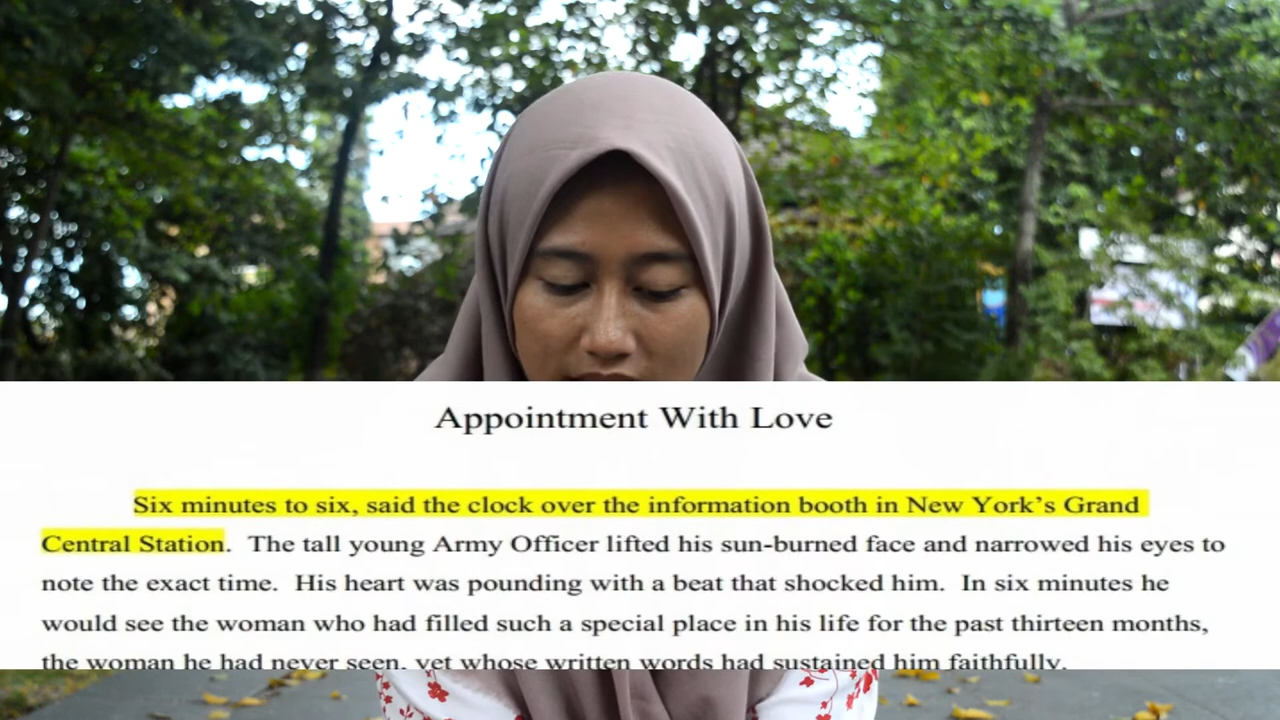 Appointment With Love
Six minutes to six, said the clock over the information booth in New York’s Grand
Central Station.  The tall young Army Officer lifted his sun-burned face and narrowed his eyes to
note the exact time.  His heart was pounding with a beat that shocked him.  In six minutes he
would see the woman who had filled such a special place in his life for the past thirteen months,
the woman he had never seen, yet whose written words had sustained him faithfully.